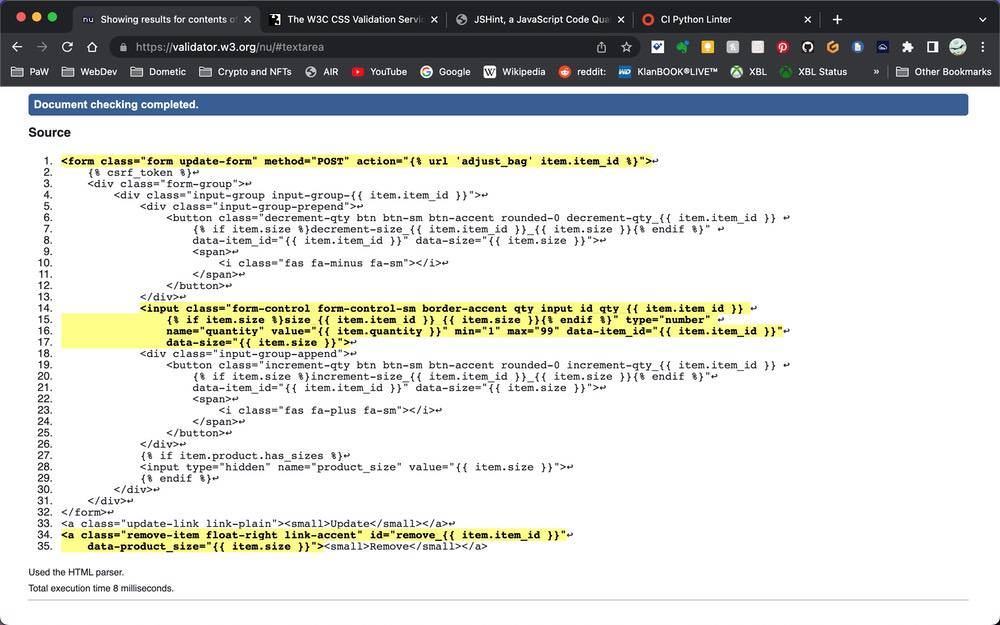 Showing results for contents of
The W3C CSS Validation Servi
JSHint, a JavaScript Code Qua
CI Python Linter
https://validator.w3.org/nu/#textarea
PaW
WebDev
Dometic
Crypto and NFTs
AIR
YouTube
Google
Wikipedia
reddit:
KlanBOOK®LIVE™
XBL
XBL Status
»
Other Bookmarks
Document checking completed.
Source
1. <form class="form update-form" method="POST" action="{% url 'adjust_bag' item.item_id %}">↩
2. {% csrf_token %}↩
3. <div class="form-group">↩
4. <div class="input-group input-group-{{ item.item_id }}">↩
5. <div class="input-group-prepend">↩
6. <button class="decrement-qty btn btn-sm btn-accent rounded-0 decrement-qty_{{ item.item_id }} ↩
7. {% if item.size %}decrement-size_{{ item.item_id }}_{{ item.size }}{% endif %}" ↩
8. data-item_id="{{ item.item_id }}" data-size="{{ item.size }}">↩
9. <span>↩
10. <i class="fas fa-minus fa-sm"></i>↩
11. </span>↩
12. </button>↩
13. </div>↩
14. <input class="form-control form-control-sm border-accent qty_input id_qty_{{ item.item_id }} ↩
15. {% if item.size %}size_{{ item.item_id }}_{{ item.size }}{% endif %}" type="number" ↩
16. name="quantity" value="{{ item.quantity }}" min="1" max="99" data-item_id="{{ item.item_id }}"↩
17. data-size="{{ item.size }}">↩
18. <div class="input-group-append">↩
19. <button class="increment-qty btn btn-sm btn-accent rounded-0 increment-qty_{{ item.item_id }} ↩
20. {% if item.size %}increment-size_{{ item.item_id }}_{{ item.size }}{% endif %}"↩
21. data-item_id="{{ item.item_id }}" data-size="{{ item.size }}">↩
22. <span>↩
23. <i class="fas fa-plus fa-sm"></i>↩
24. </span>↩
25. </button>↩
26. </div>↩
27. {% if item.product.has_sizes %}↩
28. <input type="hidden" name="product_size" value="{{ item.size }}">↩
29. {% endif %}↩
30. </div>↩
31. </div>↩
32. </form>↩
33. <a class="update-link link-plain"><small>Update</small></a>↩
34. <a class="remove-item float-right link-accent" id="remove_{{ item.item_id }}"↩
35. data-product_size="{{ item.size }}"><small>Remove</small></a>
Used the HTML parser.
Total execution time 8 milliseconds.